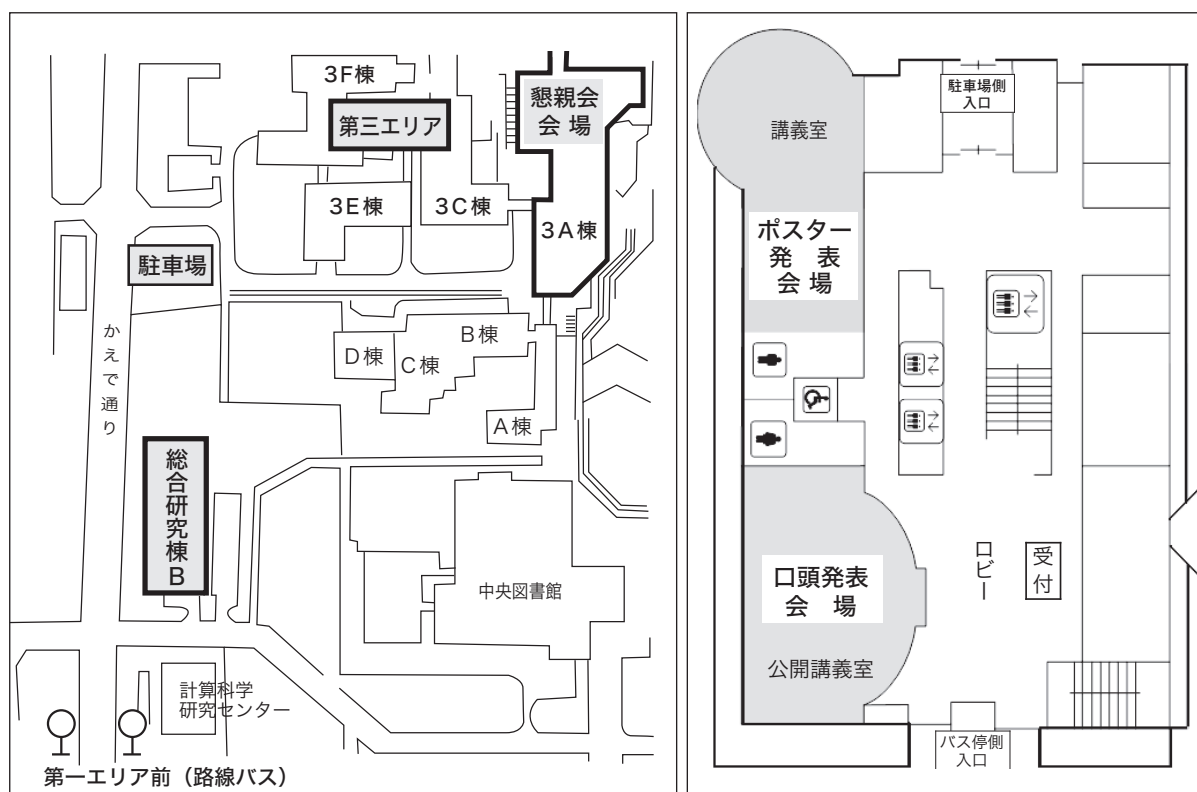 3F棟
第三エリア
懇親会
会場
3E棟
3C棟
3A棟
駐車場
かえで通り
D棟
C棟
B棟
A棟
総合研究棟B
中央図書館
計算科学
研究センター
第一エリア前（路線バス）
駐車場側
入口
講義室
ポスター
発表
会場
口頭発表
会場
公開講義室
ロビー
受付
バス停側
入口